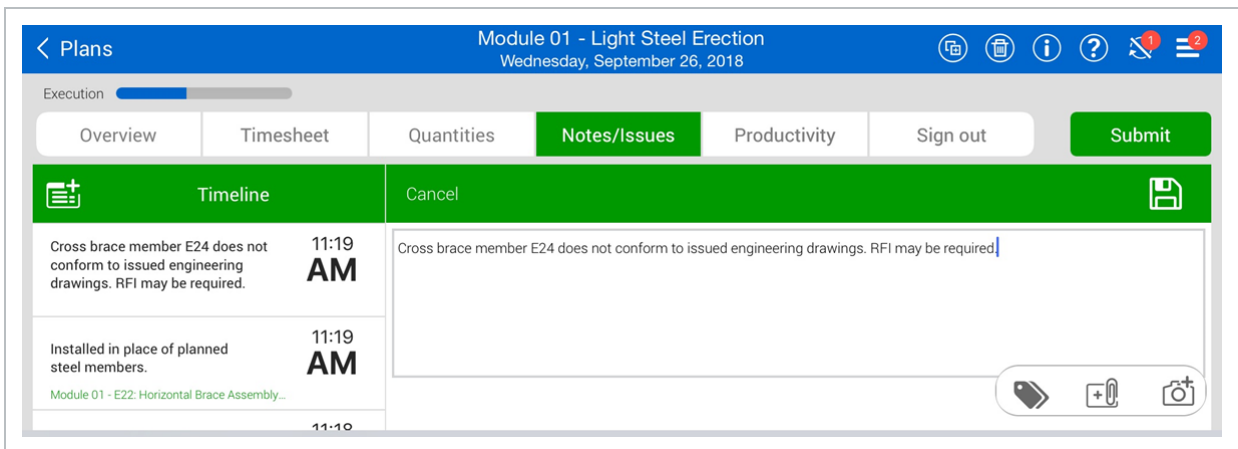 Plans
Module 01 - Light Steel Erection
Wednesday, September 26, 2018
1
2
Execution
Overview
Timesheet
Quantities
Notes/Issues
Productivity
Sign out
Submit
Timeline
Cancel
Cross brace member E24 does not
conform to issued engineering
drawings. RFI may be required.
11:19
AM
Cross brace member E24 does not conform to issued engineering drawings. RFI may be required.
Installed in place of planned
steel members.
11:19
AM
Module 01 - E22: Horizontal Brace Assembly...